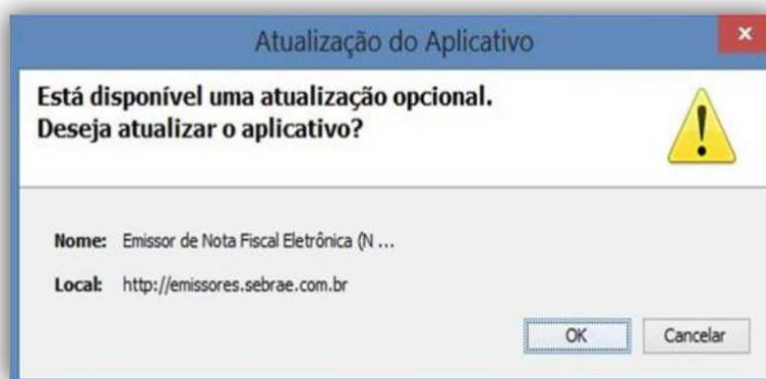 Atualização do Aplicativo
Está disponível uma atualização opcional.
Deseja atualizar o aplicativo?
Nome: Emissor de Nota Fiscal Eletrônica (N ...
Local: http://emissores.sebrae.com.br
OK Cancelar